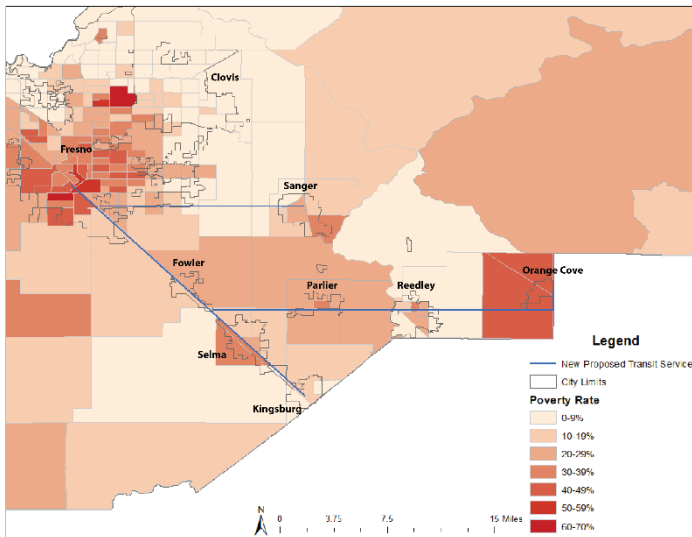 Clovis
Fresno
Sanger
Fowler
Parlier
Reedley
Orange Cove
Selma
Kingsburg
Legend
New Proposed Transit Service
City Limits
Poverty Rate
0-9%
10-19%
20-29%
30-39%
40-49%
50-59%
60-70%
N
0 3.75 7.5 15 Miles